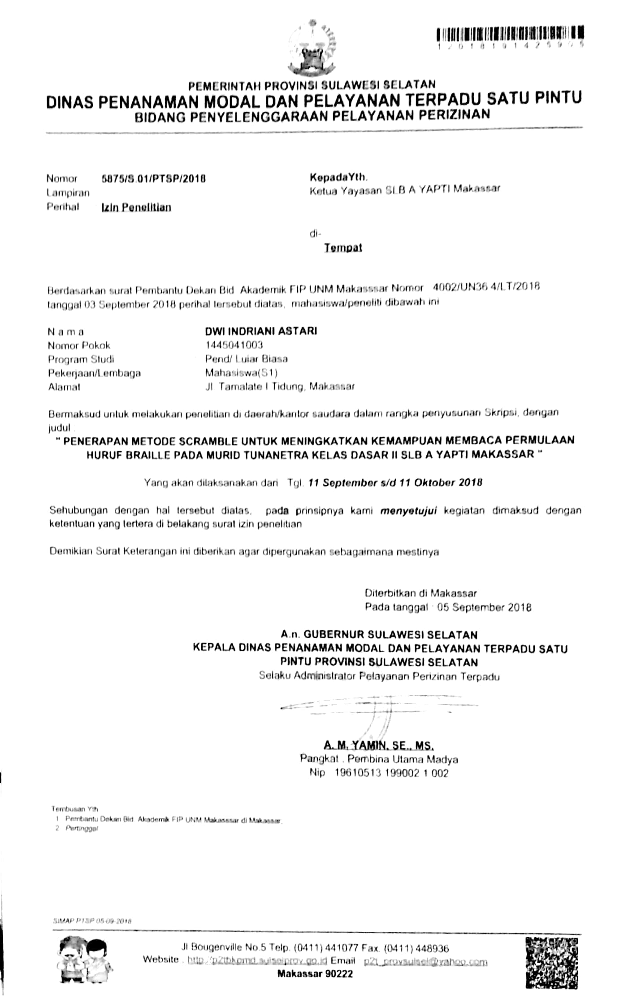 PEMERINTAH PROVINSI SULAWESI SELATAN
DINAS PENANAMAN MODAL DAN PELAYANAN TERPADU SATU PINTU
BIDANG PENYELENGGARAAN PELAYANAN PERIZINAN
Nomor 5875/S.01/PTSP/2018 KepadaYth.
Lampiran Ketua Yayasan SLB A YAPTI Makassar
Perihal Izin Penelitian
di-
Tempat
Berdasarkan surat Pembantu Dekan Bid Akademik FIP UNM Makasssar Nomor 4002/UN36 4/LT/2018
tanggal 03 September 2018 perihal tersebut diatas, mahasiswa/peneliti dibawah ini
N a m a DWI INDRIANI ASTARI
Nomor Pokok 1445041003
Program Studi Pend/ Luiar Biasa
Pekerjaan/Lembaga Mahasiswa(S1)
Alamat Jl Tamalate I Tidung, Makassar
Bermaksud untuk melakukan penelitian di daerah/kantor saudara dalam rangka penyusunan Skripsi, dengan
judul
" PENERAPAN METODE SCRAMBLE UNTUK MENINGKATKAN KEMAMPUAN MEMBACA PERMULAAN
HURUF BRAILLE PADA MURID TUNANETRA KELAS DASAR II SLB A YAPTI MAKASSAR "
Yang akan dilaksanakan dari Tgl. 11 September s/d 11 Oktober 2018
Sehubungan dengan hal tersebut diatas, pada prinsipnya kami menyetujui kegiatan dimaksud dengan
ketentuan yang tertera di belakang surat izin penelitian
Demikian Surat Keterangan ini diberikan agar dipergunakan sebagaimana mestinya
Diterbitkan di Makassar
Pada tanggal : 05 September 2018
A.n. GUBERNUR SULAWESI SELATAN
KEPALA DINAS PENANAMAN MODAL DAN PELAYANAN TERPADU SATU
PINTU PROVINSI SULAWESI SELATAN
Selaku Administrator Pelayanan Perizinan Terpadu
A. M. YAMIN, SE., MS.
Pangkat : Pembina Utama Madya
Nip 19610513 199002 1 002
Tembusan Yth
1 Pembantu Dekan Bid Akademik FIP UNM Makasssar di Makassar,
2 Pertinggal
SIMAP PTSP 05-09-2018
Jl Bougenville No.5 Telp. (0411) 441077 Fax. (0411) 448936
Website : http://p2tbkpmd.sulselprov.go.id Email p2t_provsulsel@yahoo.com
Makassar 90222